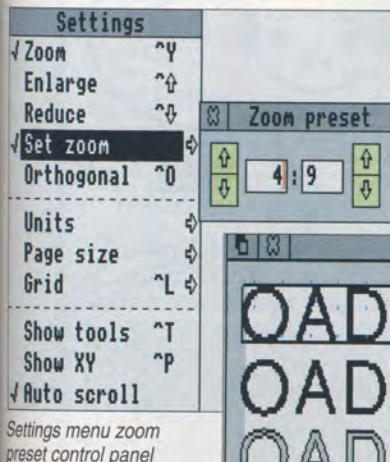 Settings
√Zoom ^Y
Enlarge ^⇧
Reduce ^⇩
√Set zoom ⇨
Orthogonal ^O
Units ⇨
Page size ⇨
Grid ^L ⇨
Show tools ^T
Show XY ^P
√Auto scroll
Zoom preset
4 : 9
OAD
OAD
OAD
Settings menu zoom
preset control panel